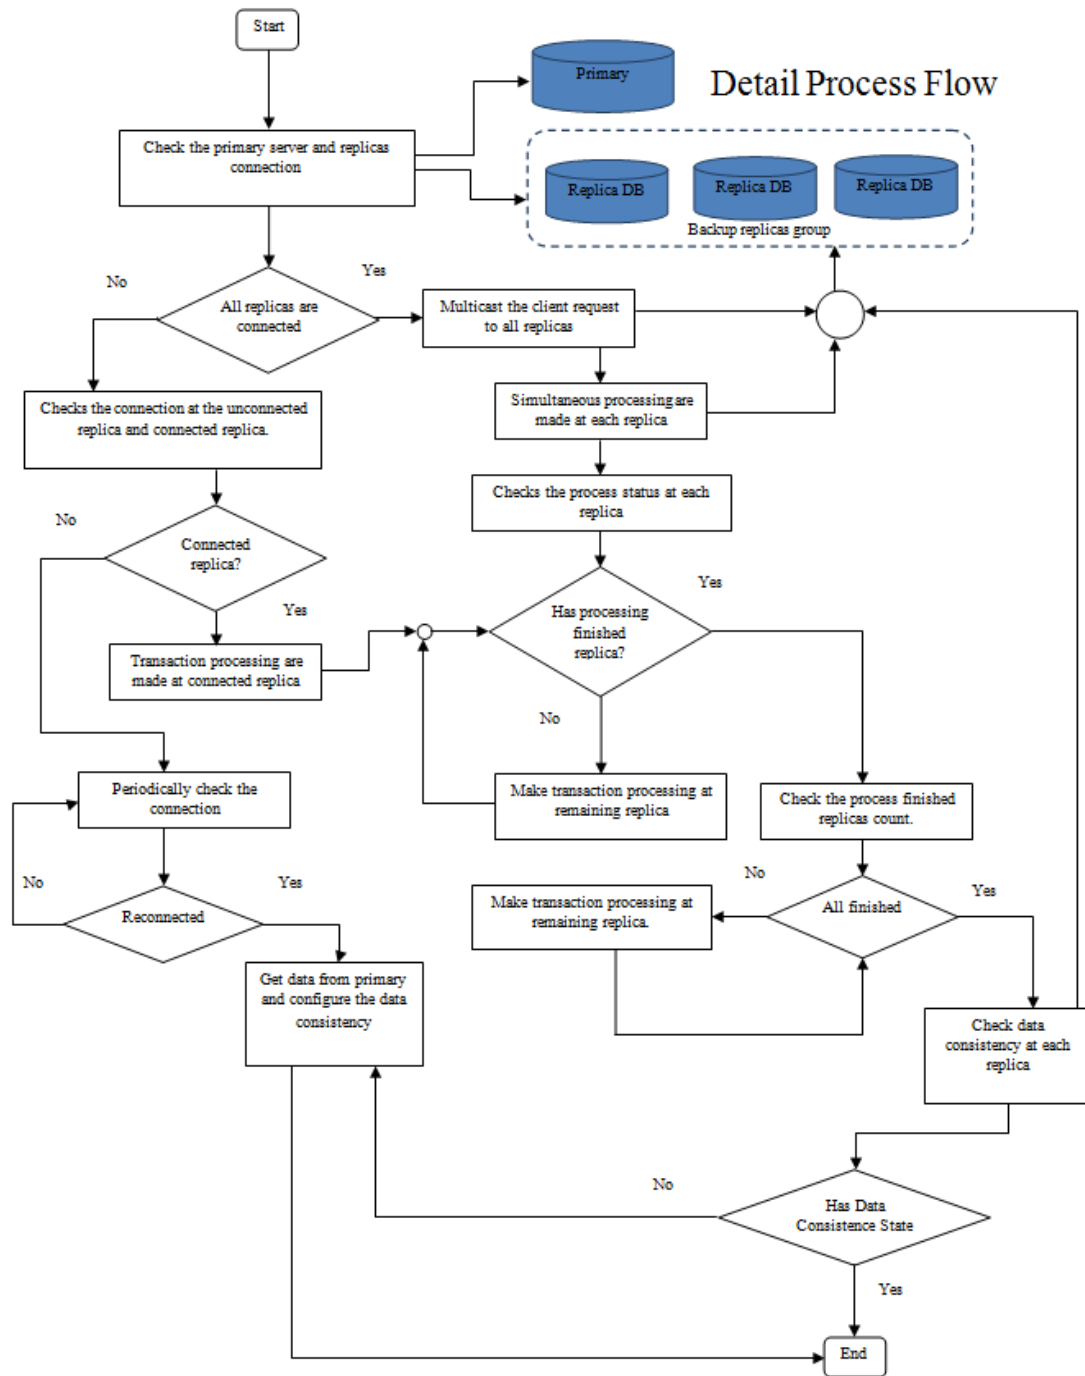 Start
Primary
Detail Process Flow
Check the primary server and replicas
connection
Replica DB
Replica DB
Replica DB
Backup replicas group
No
Yes
All replicas are
connected
Multicast the client request
to all replicas
Checks the connection at the unconnected
replica and connected replica.
Simultaneous processing are
made at each replica
Checks the process status at each
replica
No
Connected
replica?
Yes
Yes
Has processing
finished
replica?
Transaction processing are
made at connected replica
No
Periodically check the
connection
Make transaction processing at
remaining replica
Check the process finished
replicas count.
No
Yes
Reconnected
No
Yes
Make transaction processing at
remaining replica.
All finished
Get data from primary
and configure the data
consistency
Check data
consistency at each
replica
No
Has Data
Consistence State
Yes
End